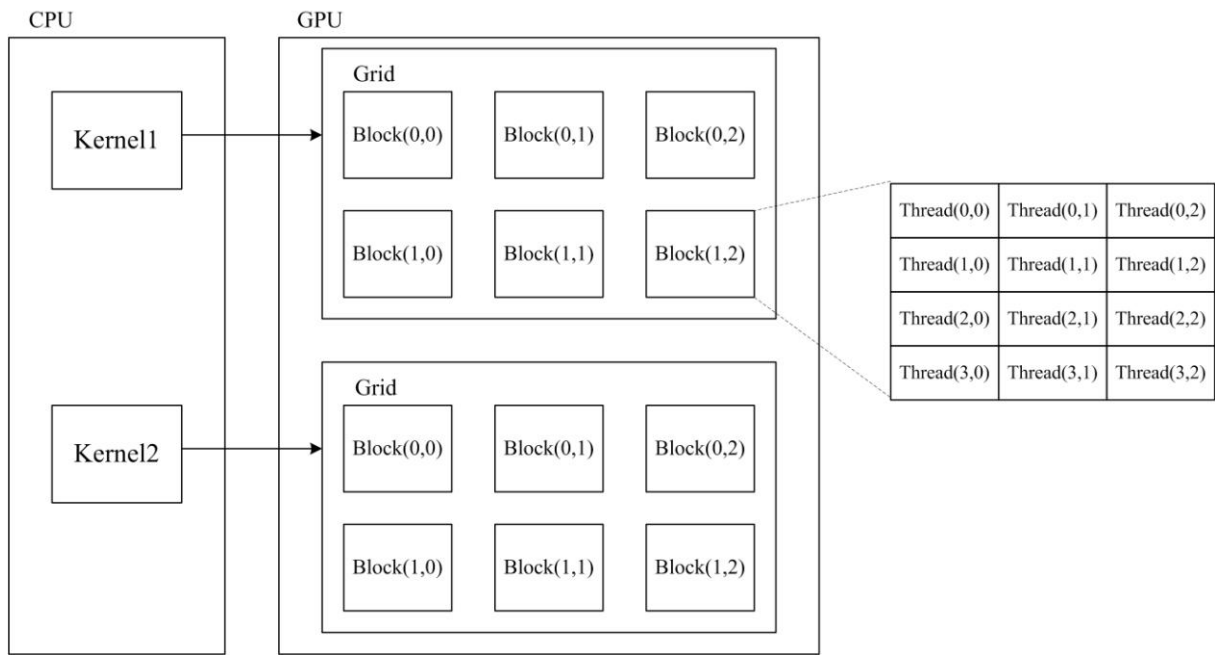 CPU
GPU
Kernel1
Grid
Block(0,0) Block(0,1) Block(0,2)
Block(1,0) Block(1,1) Block(1,2)
Thread(0,0) Thread(0,1) Thread(0,2)
Thread(1,0) Thread(1,1) Thread(1,2)
Thread(2,0) Thread(2,1) Thread(2,2)
Thread(3,0) Thread(3,1) Thread(3,2)
Kernel2
Grid
Block(0,0) Block(0,1) Block(0,2)
Block(1,0) Block(1,1) Block(1,2)